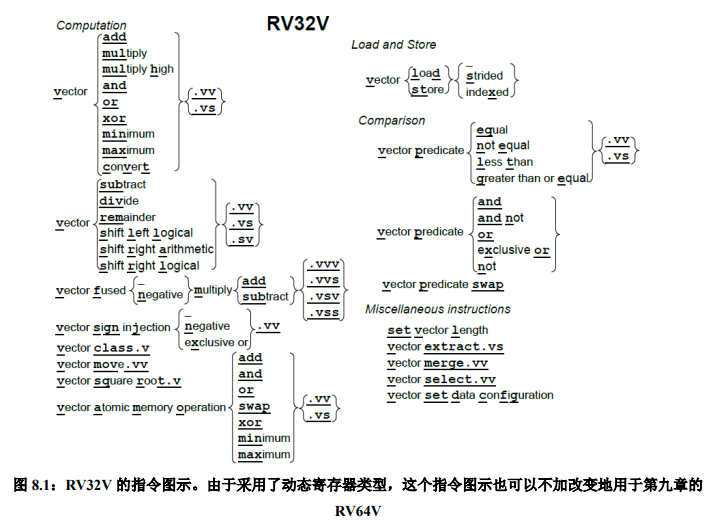 RV32V
Computation
vector
add
multiply
multiply high
and
or
xor
minimum
maximum
convert
.vv
.vs
vector
subtract
divide
remainder
shift left logical
shift right arithmetic
shift right logical
.vv
.vs
.sv
vector fused
–
negative
multiply
add
subtract
.vvv
.vvs
.vsv
.vss
vector sign injection
–
negative
exclusive or
.vv
vector class.v
vector move.vv
vector square root.v
vector atomic memory operation
add
and
or
swap
xor
minimum
maximum
.vv
.vs
Load and Store
vector
load
store
–
strided
indexed
Comparison
vector predicate
equal
not equal
less than
greater than or equal
.vv
.vs
vector predicate
and
and not
or
exclusive or
not
vector predicate swap
Miscellaneous instructions
set vector length
vector extract.vs
vector merge.vv
vector select.vv
vector set data configuration
图 8.1：RV32V 的指令图示。由于采用了动态寄存器类型，这个指令图示也可以不加改变地用于第九章的
RV64V